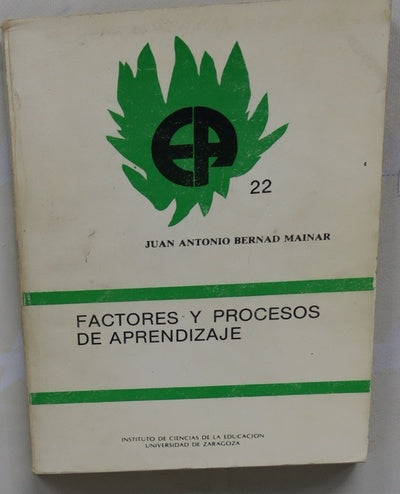 EA
22
JUAN ANTONIO BERNAD MAINAR
FACTORES Y PROCESOS
DE APRENDIZAJE
INSTITUTO DE CIENCIAS DE LA EDUCACION
UNIVERSIDAD DE ZARAGOZA